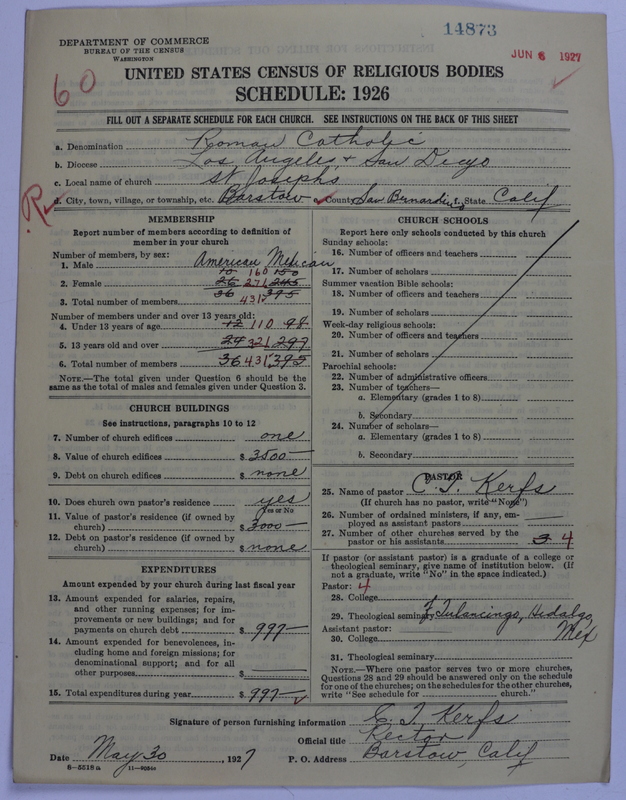 14873
DEPARTMENT OF COMMERCE
BUREAU OF THE CENSUS
WASHINGTON
JUN 6 1927
60
UNITED STATES CENSUS OF RELIGIOUS BODIES
SCHEDULE: 1926
FILL OUT A SEPARATE SCHEDULE FOR EACH CHURCH. SEE INSTRUCTIONS ON THE BACK OF THIS SHEET
a. Denomination Roman Catholic
b. Diocese Los Angeles + San Diego
c. Local name of church St Joseph's
d. City, town, village, or township, etc. Barstow e. County San Bernardino f. State Calif
R
MEMBERSHIP
Report number of members according to definition of member in your church
Number of members, by sex: American Mexican
1. Male 10 160 150
2. Female 26 271 245
3. Total number of members 36 431 395
Number of members under and over 13 years old:
4. Under 13 years of age 12 110 98
5. 13 years old and over 24 321 297
6. Total number of members 36 431 395
NOTE.—The total given under Question 6 should be the same as the total of males and females given under Question 3.
CHURCH BUILDINGS
See instructions, paragraphs 10 to 12
7. Number of church edifices one
8. Value of church edifices $ 3500—
9. Debt on church edifices $ none
10. Does church own pastor's residence yes
Yes or No
11. Value of pastor's residence (if owned by church) $ 3000—
12. Debt on pastor's residence (if owned by church) $ none
EXPENDITURES
Amount expended by your church during last fiscal year
13. Amount expended for salaries, repairs, and other running expenses; for improvements or new buildings; and for payments on church debt $ 997—
14. Amount expended for benevolences, including home and foreign missions; for denominational support; and for all other purposes $
15. Total expenditures during year $ 997—
CHURCH SCHOOLS
Report here only schools conducted by this church
Sunday schools:
16. Number of officers and teachers
17. Number of scholars
Summer vacation Bible schools:
18. Number of officers and teachers
19. Number of scholars
Week-day religious schools:
20. Number of officers and teachers
21. Number of scholars
Parochial schools:
22. Number of administrative officers
23. Number of teachers—
a. Elementary (grades 1 to 8)
b. Secondary
24. Number of scholars—
a. Elementary (grades 1 to 8)
b. Secondary
PASTOR
25. Name of pastor C. T. Kerfs
(If church has no pastor, write "None")
26. Number of ordained ministers, if any, employed as assistant pastors
27. Number of other churches served by the pastor or his assistants 3 4
If pastor (or assistant pastor) is a graduate of a college or theological seminary, give name of institution below. (If not a graduate, write "No" in the space indicated.)
Pastor: 4
28. College
29. Theological seminary Tulancingo, Hidalgo, Mex
Assistant pastor:
30. College
31. Theological seminary
NOTE.—Where one pastor serves two or more churches, Questions 28 and 29 should be answered only on the schedule for one of the churches; on the schedules for the other churches, write "See schedule for ........ church."
Signature of person furnishing information C. T. Kerfs
Official title Rector
Date May 30, 1927 P. O. Address Barstow, Calif